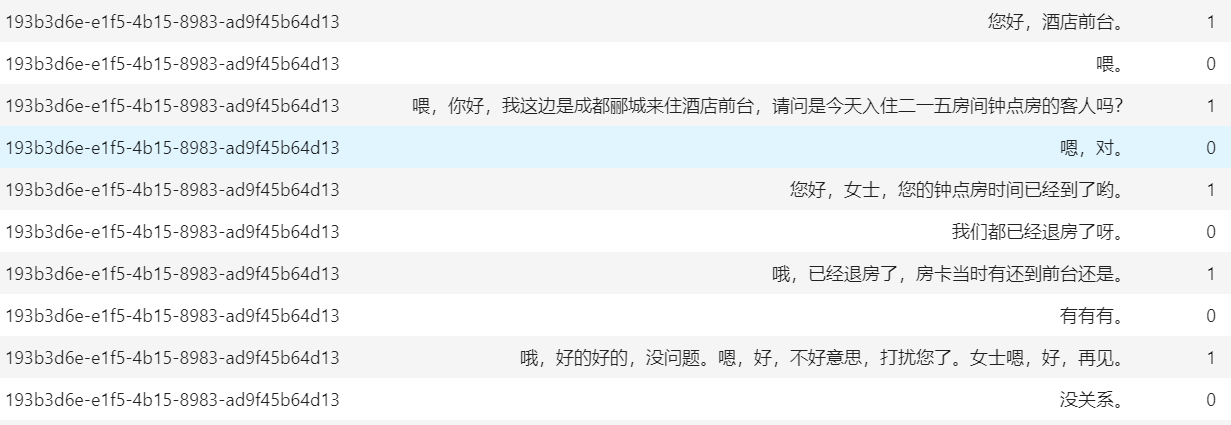 193b3d6e-e1f5-4b15-8983-ad9f45b64d13 您好，酒店前台。 1
193b3d6e-e1f5-4b15-8983-ad9f45b64d13 喂。 0
193b3d6e-e1f5-4b15-8983-ad9f45b64d13 喂，你好，我这边是成都郦城来住酒店前台，请问是今天入住二一五房间钟点房的客人吗? 1
193b3d6e-e1f5-4b15-8983-ad9f45b64d13 嗯，对。 0
193b3d6e-e1f5-4b15-8983-ad9f45b64d13 您好，女士，您的钟点房时间已经到了哟。 1
193b3d6e-e1f5-4b15-8983-ad9f45b64d13 我们都已经退房了呀。 0
193b3d6e-e1f5-4b15-8983-ad9f45b64d13 哦，已经退房了，房卡当时有还到前台还是。 1
193b3d6e-e1f5-4b15-8983-ad9f45b64d13 有有有。 0
193b3d6e-e1f5-4b15-8983-ad9f45b64d13 哦，好的好的，没问题。嗯，好，不好意思，打扰您了。女士嗯，好，再见。 1
193b3d6e-e1f5-4b15-8983-ad9f45b64d13 没关系。 0